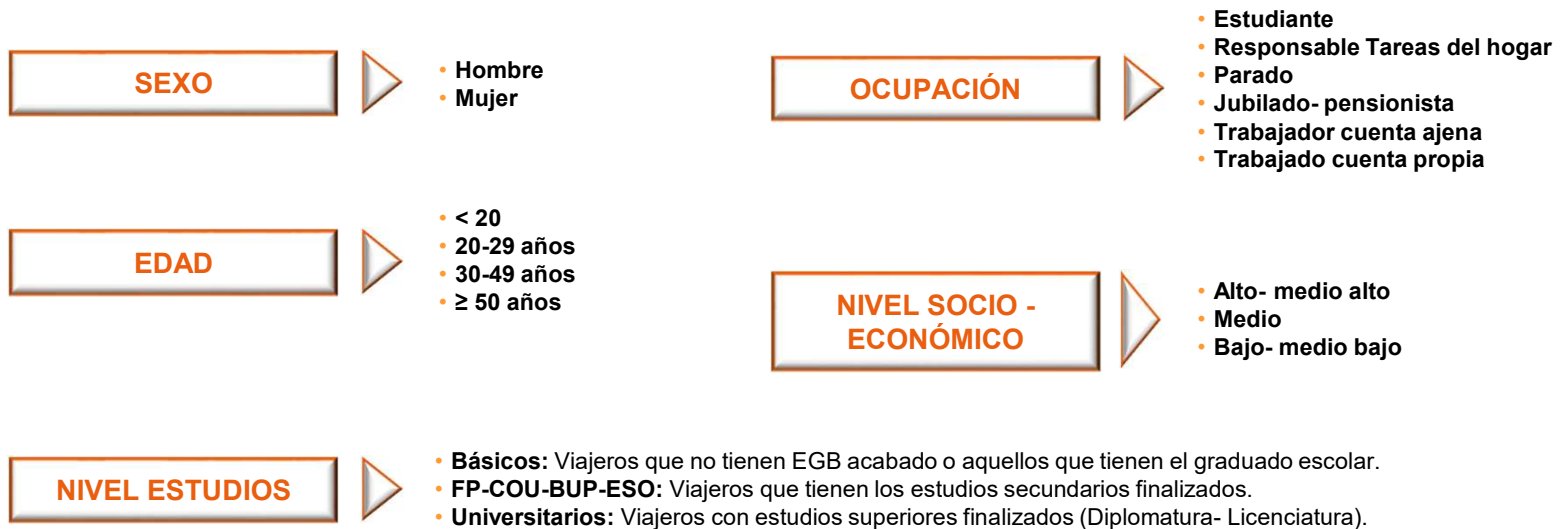 SEXO
• Hombre
• Mujer
OCUPACIÓN
• Estudiante
• Responsable Tareas del hogar
• Parado
• Jubilado- pensionista
• Trabajador cuenta ajena
• Trabajado cuenta propia
EDAD
• < 20
• 20-29 años
• 30-49 años
• ≥ 50 años
NIVEL SOCIO -
ECONÓMICO
• Alto- medio alto
• Medio
• Bajo- medio bajo
NIVEL ESTUDIOS
• Básicos: Viajeros que no tienen EGB acabado o aquellos que tienen el graduado escolar.
• FP-COU-BUP-ESO: Viajeros que tienen los estudios secundarios finalizados.
• Universitarios: Viajeros con estudios superiores finalizados (Diplomatura- Licenciatura).